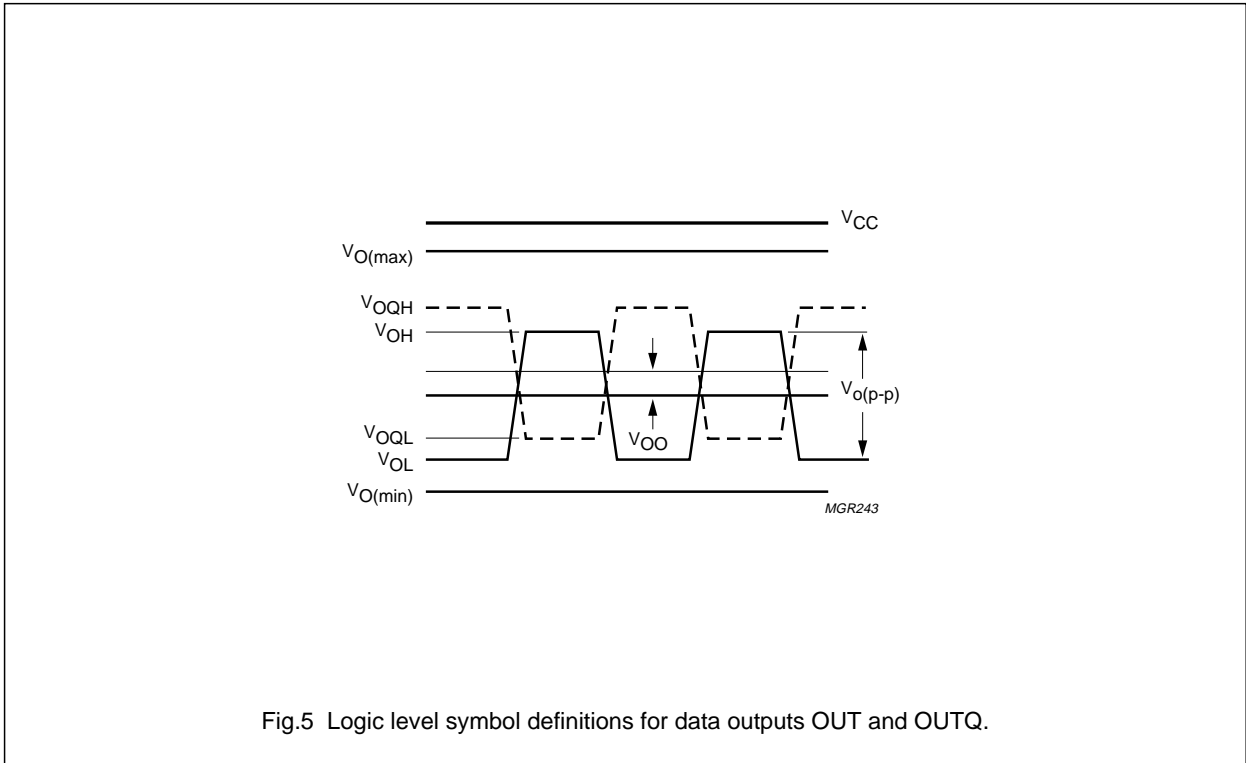 VCC
VO(max)
VOQH
VOH
Vo(p-p)
VOQL
VOO
VOL
VO(min)
MGR243
Fig.5 Logic level symbol definitions for data outputs OUT and OUTQ.